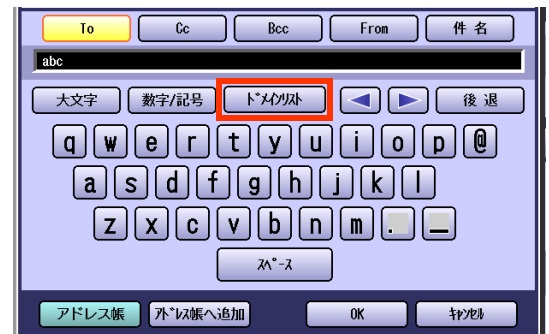 To Cc Bcc From 件 名
abc
大文字 数字/記号 ﾄﾞﾒｲﾝﾘｽﾄ 後 退
q w e r t y u i o p @
a s d f g h j k l
z x c v b n m . _
ｽﾍﾟｰｽ
アドレス帳 ｱﾄﾞﾚｽ帳へ追加 OK ｷｬﾝｾﾙ